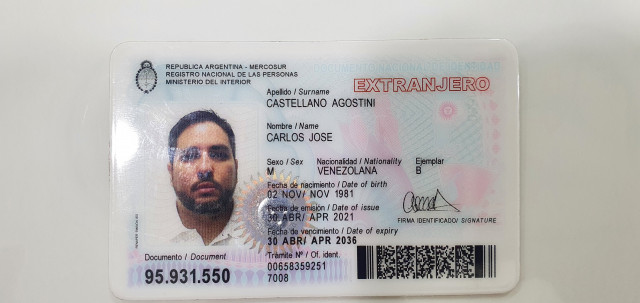 REPUBLICA ARGENTINA - MERCOSUR
REGISTRO NACIONAL DE LAS PERSONAS
MINISTERIO DEL INTERIOR
EXTRANJERO
Apellido / Surname
CASTELLANO AGOSTINI
Nombre / Name
CARLOS JOSE
Sexo / Sex Nacionalidad / Nationality Ejemplar
M VENEZOLANA B
Fecha de nacimiento / Date of birth
02 NOV/ NOV 1981
Fecha de emisión / Date of issue
30 ABR/ APR 2021
FIRMA IDENTIFICADO/ SIGNATURE
Fecha de vencimiento / Date of expiry
30 ABR/ APR 2036
Documento / Document
95.931.550
Trámite Nº / Of. ident.
00658359251
7008